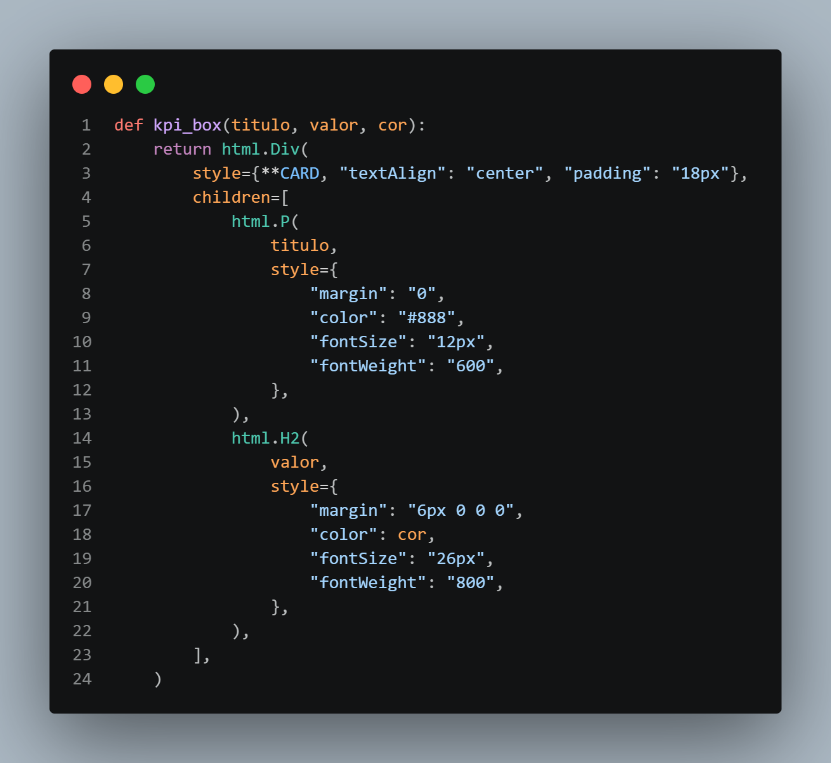 1 def kpi_box(titulo, valor, cor):
2     return html.Div(
3         style={**CARD, "textAlign": "center", "padding": "18px"},
4         children=[
5             html.P(
6                 titulo,
7                 style={
8                     "margin": "0",
9                     "color": "#888",
10                     "fontSize": "12px",
11                     "fontWeight": "600",
12                 },
13             ),
14             html.H2(
15                 valor,
16                 style={
17                     "margin": "6px 0 0 0",
18                     "color": cor,
19                     "fontSize": "26px",
20                     "fontWeight": "800",
21                 },
22             ),
23         ],
24     )